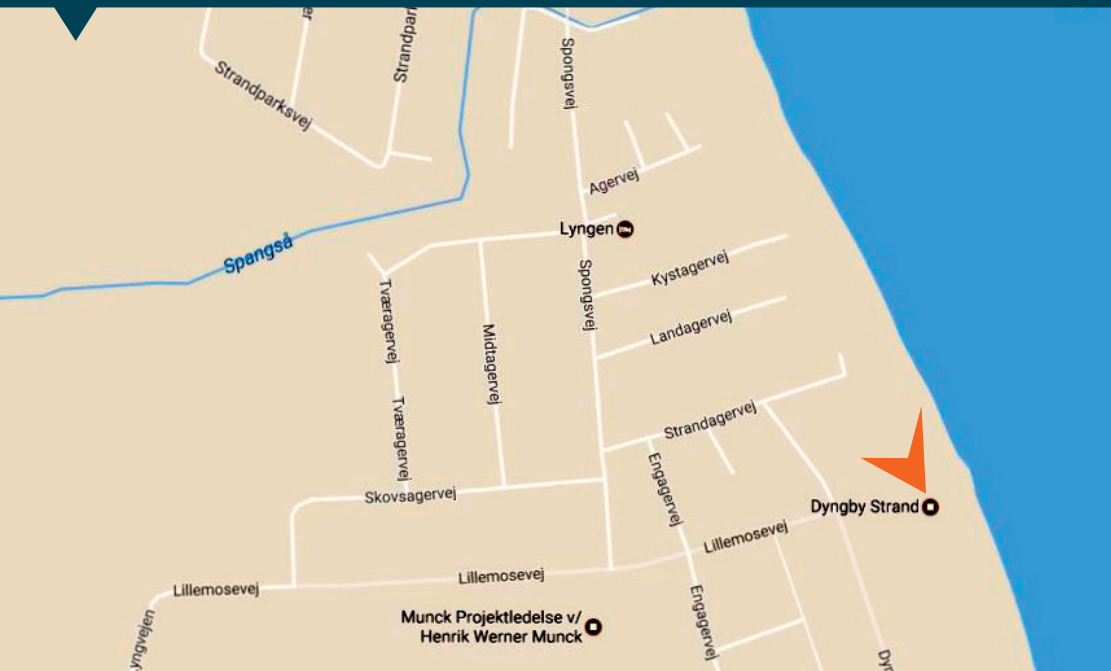 Spongsvej
Strandparksvej
Agervej
Lyngen
Spangså
Kystagervej
Spongsvej
Tværagervej
Midtagervej
Landagervej
Tværagervej
Strandagervej
Engagervej
Skovsagervej
Dyngby Strand
Lillemosevej
Lillemosevej
Lillemosevej
Munck Projektledelse v/
Henrik Werner Munck
Engagervej